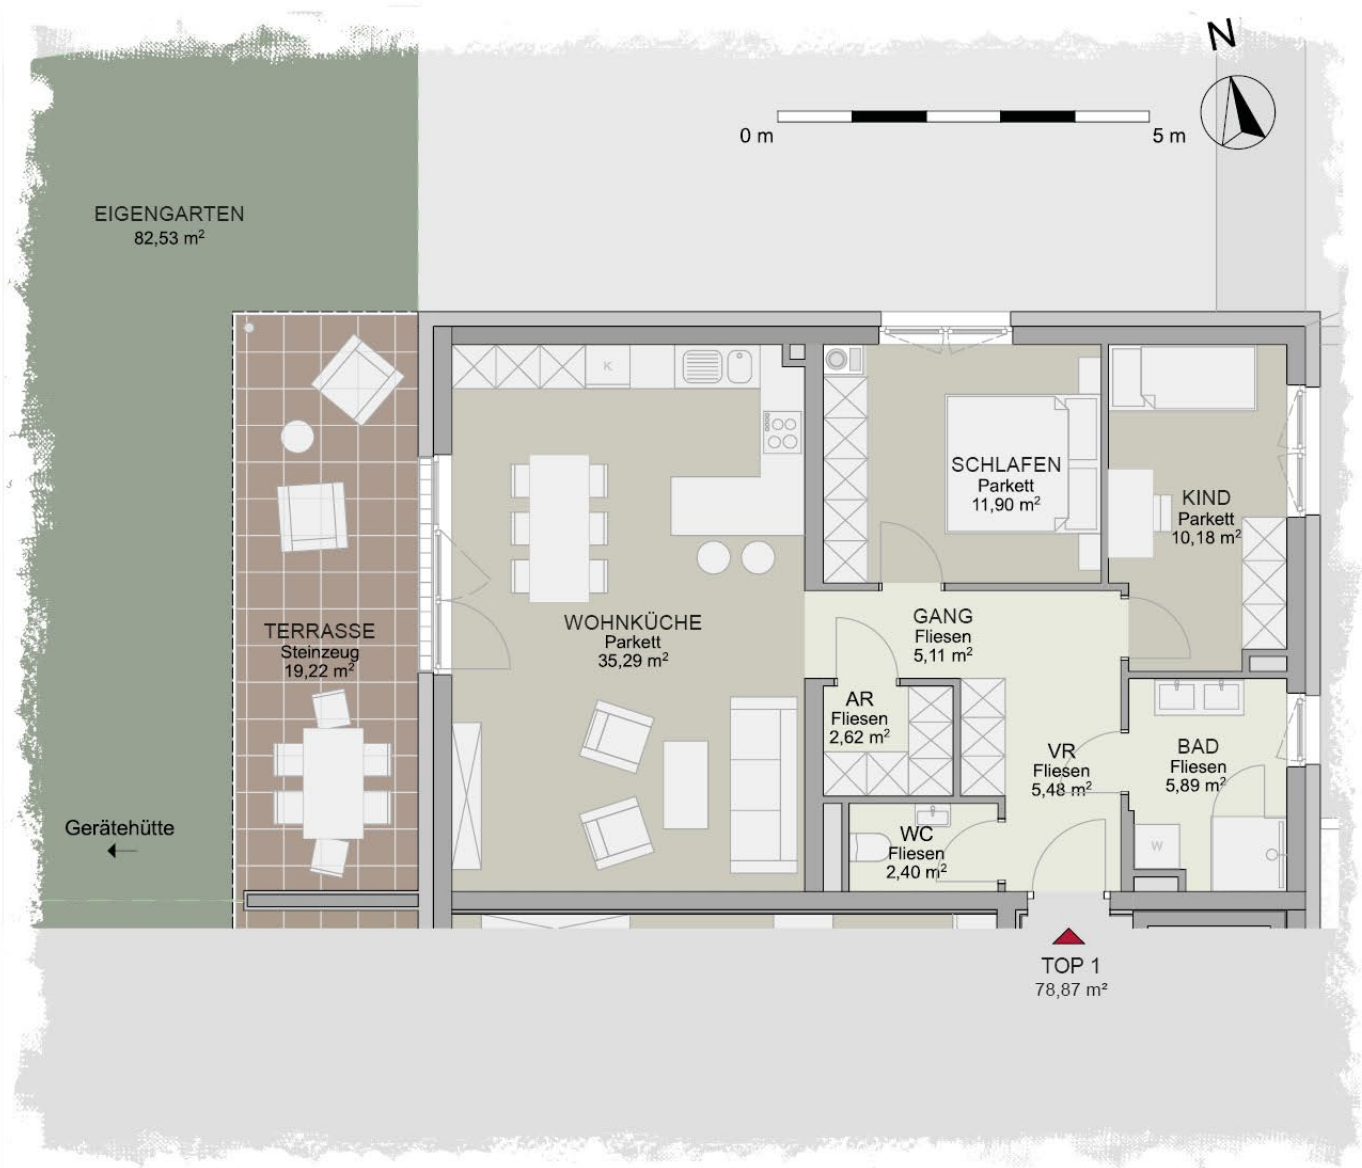 N
0 m
5 m
EIGENGARTEN
82,53 m²
K
SCHLAFEN
Parkett
11,90 m²
KIND
Parkett
10,18 m²
TERRASSE
Steinzeug
19,22 m²
WOHNKÜCHE
Parkett
35,29 m²
GANG
Fliesen
5,11 m²
AR
Fliesen
2,62 m²
VR
Fliesen
5,48 m²
BAD
Fliesen
5,89 m²
Gerätehütte
WC
Fliesen
2,40 m²
W
TOP 1
78,87 m²